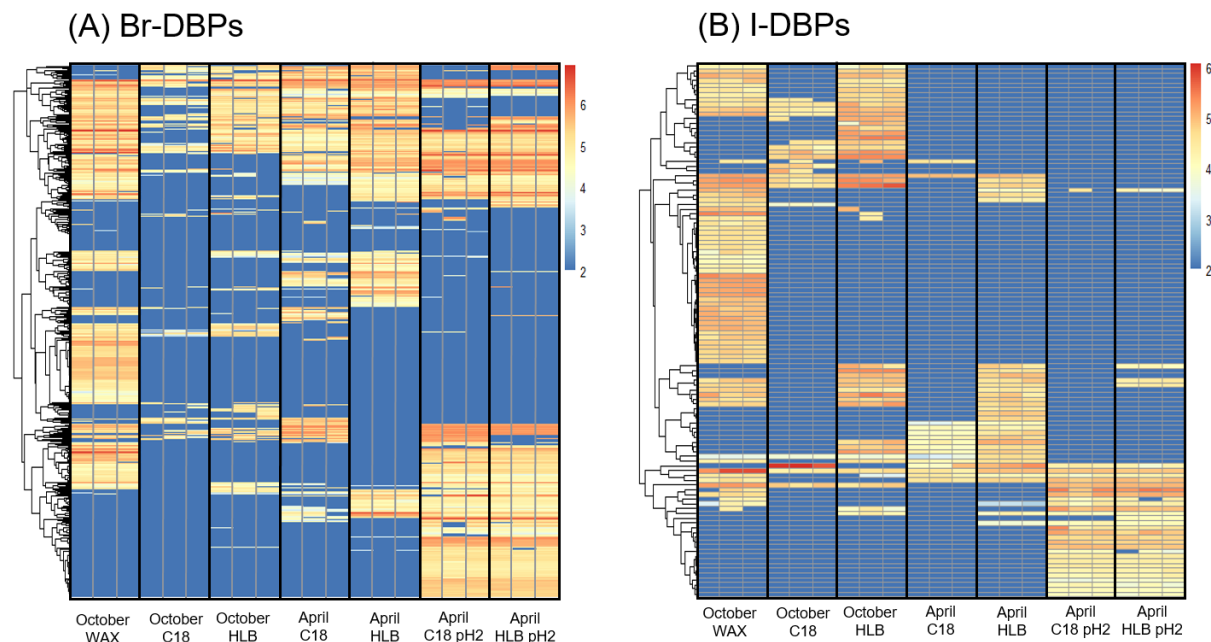 (A) Br-DBPs
(B) I-DBPs
6
5
4
3
2
6
5
4
3
2
October
WAX
October
C18
October
HLB
April
C18
April
HLB
April
C18 pH2
April
HLB pH2
October
WAX
October
C18
October
HLB
April
C18
April
HLB
April
C18 pH2
April
HLB pH2